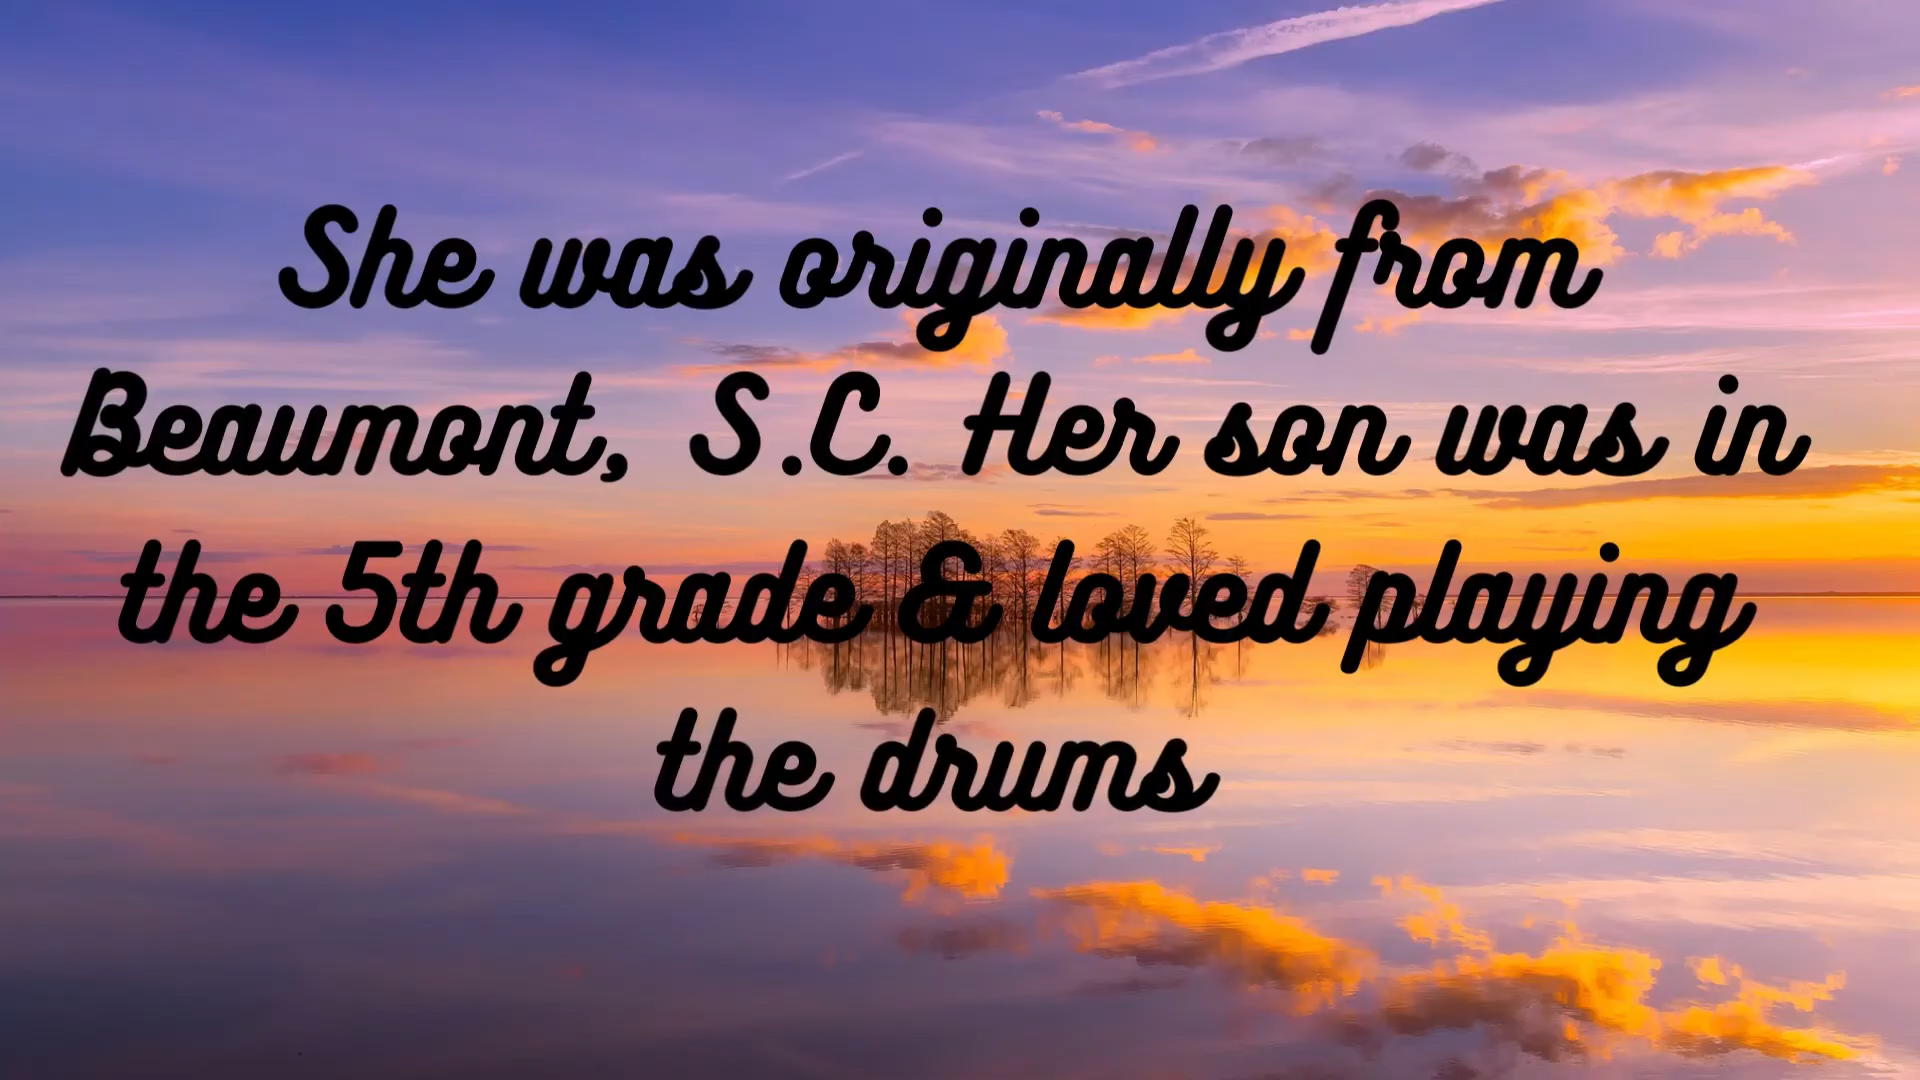 She was originally from
Beaumont, S.C. Her son was in
the 5th grade & loved playing
the drums